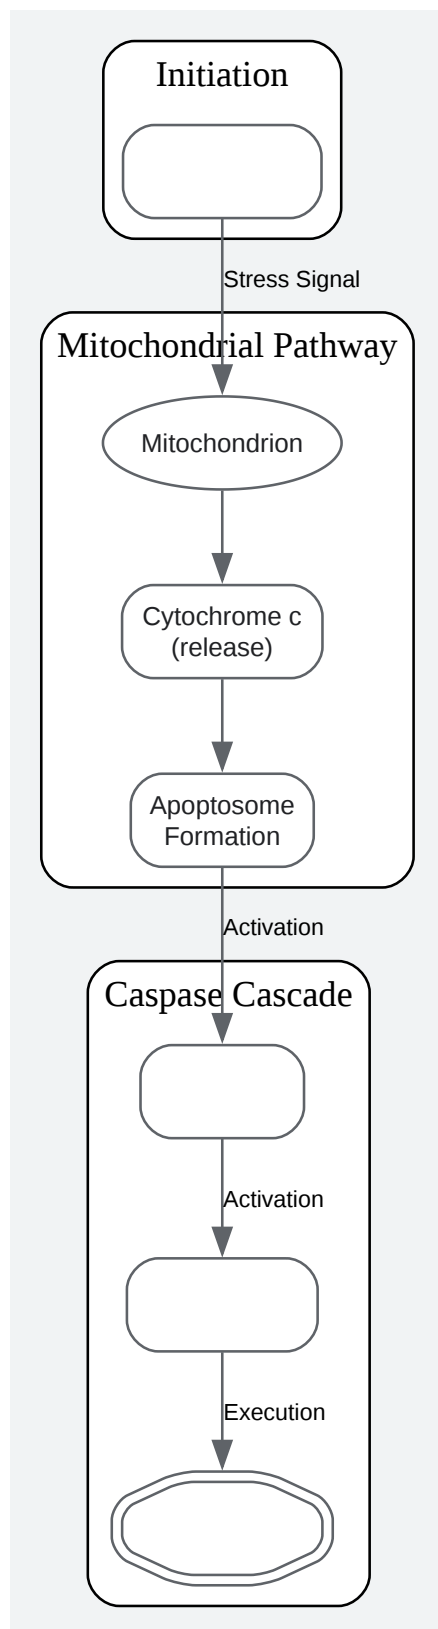 Initiation
Stress Signal
Mitochondrial Pathway
Mitochondrion
Cytochrome c
(release)
Apoptosome
Formation
Activation
Caspase Cascade
Activation
Execution